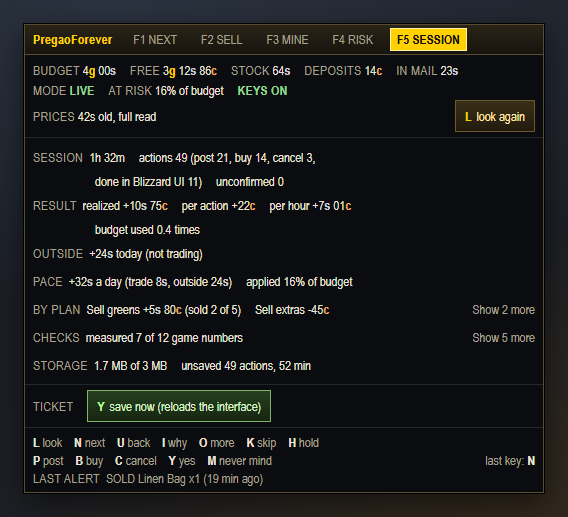 PregaoForever F1 NEXT F2 SELL F3 MINE F4 RISK F5 SESSION
BUDGET 4g 00s FREE 3g 12s 86c STOCK 64s DEPOSITS 14c IN MAIL 23s
MODE LIVE AT RISK 16% of budget KEYS ON
PRICES 42s old, full read L look again
SESSION 1h 32m actions 49 (post 21, buy 14, cancel 3,
done in Blizzard UI 11) unconfirmed 0
RESULT realized +10s 75c per action +22c per hour +7s 01c
budget used 0.4 times
OUTSIDE +24s today (not trading)
PACE +32s a day (trade 8s, outside 24s) applied 16% of budget
BY PLAN Sell greens +5s 80c (sold 2 of 5) Sell extras -45c Show 2 more
CHECKS measured 7 of 12 game numbers Show 5 more
STORAGE 1.7 MB of 3 MB unsaved 49 actions, 52 min
TICKET Y save now (reloads the interface)
L look N next U back I why O more K skip H hold
P post B buy C cancel Y yes M never mind last key: N
LAST ALERT SOLD Linen Bag x1 (19 min ago)